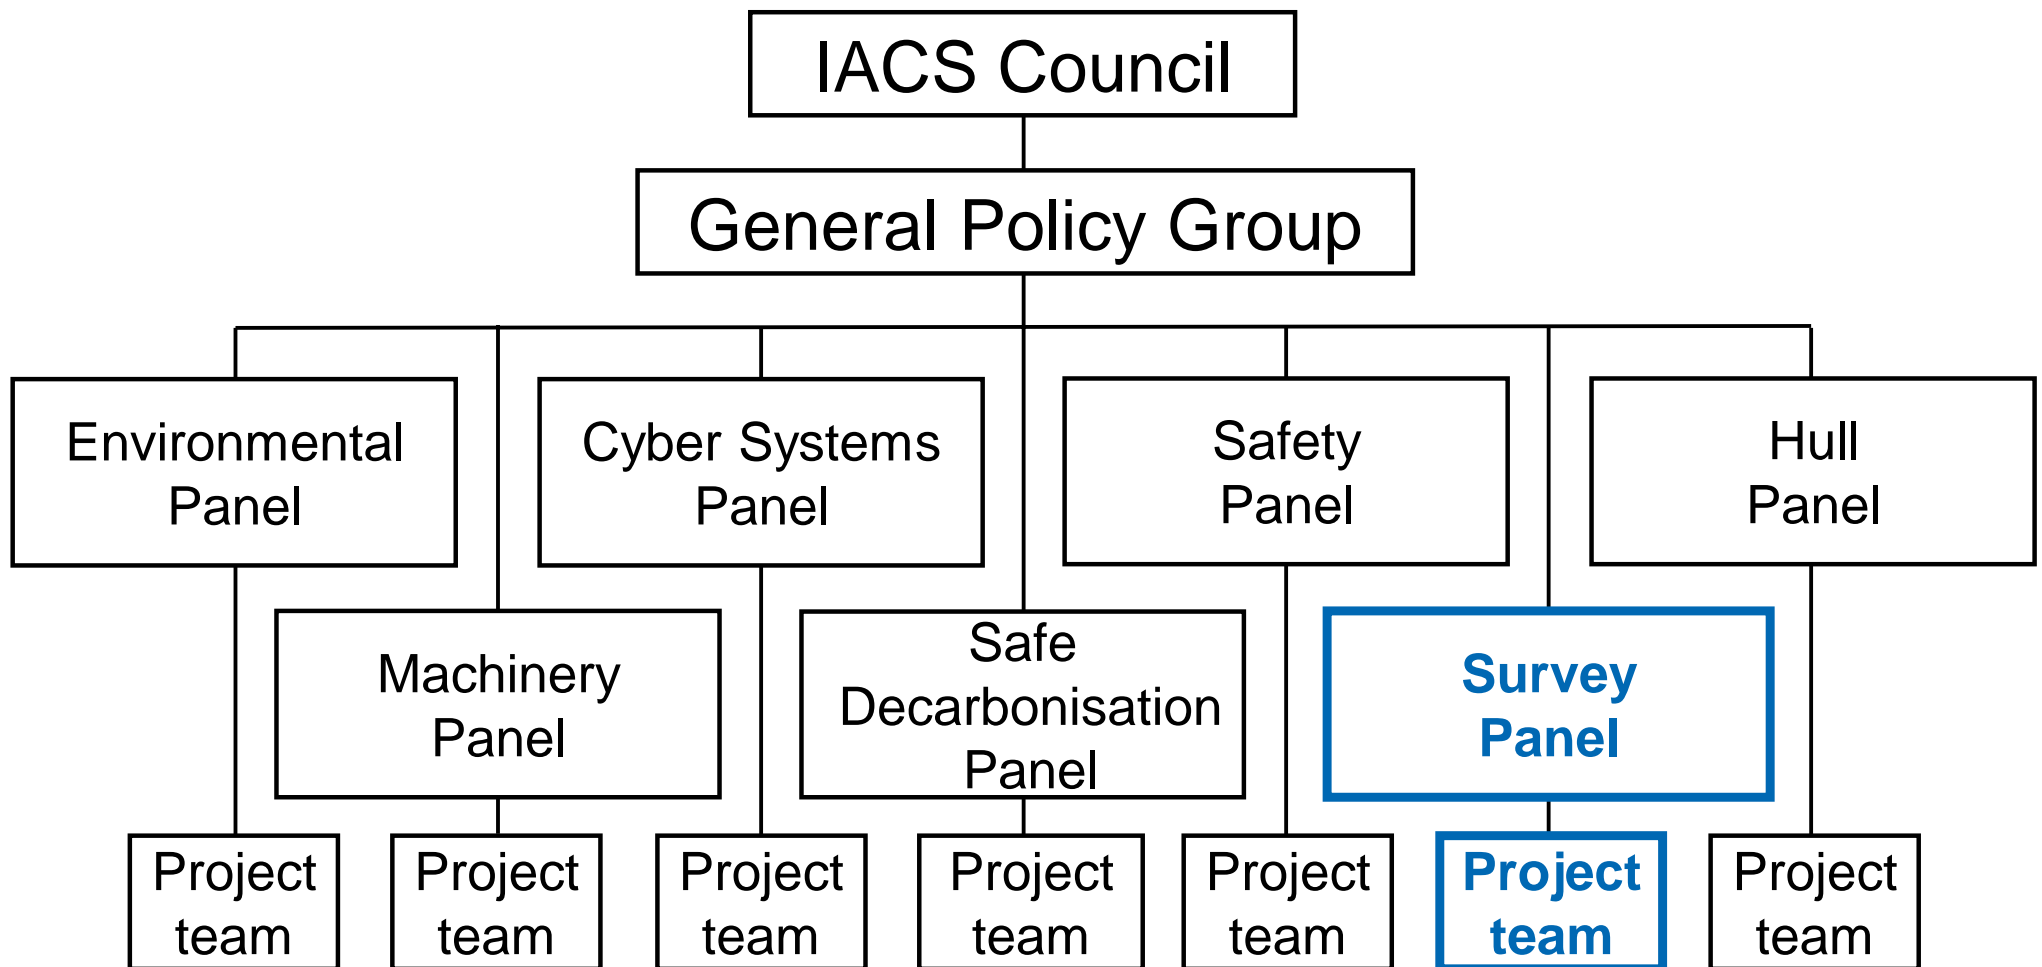 IACS Council
General Policy Group
Environmental
Panel
Cyber Systems
Panel
Safety
Panel
Hull
Panel
Machinery
Panel
Safe
Decarbonisation
Panel
Survey
Panel
Project
team
Project
team
Project
team
Project
team
Project
team
Project
team
Project
team